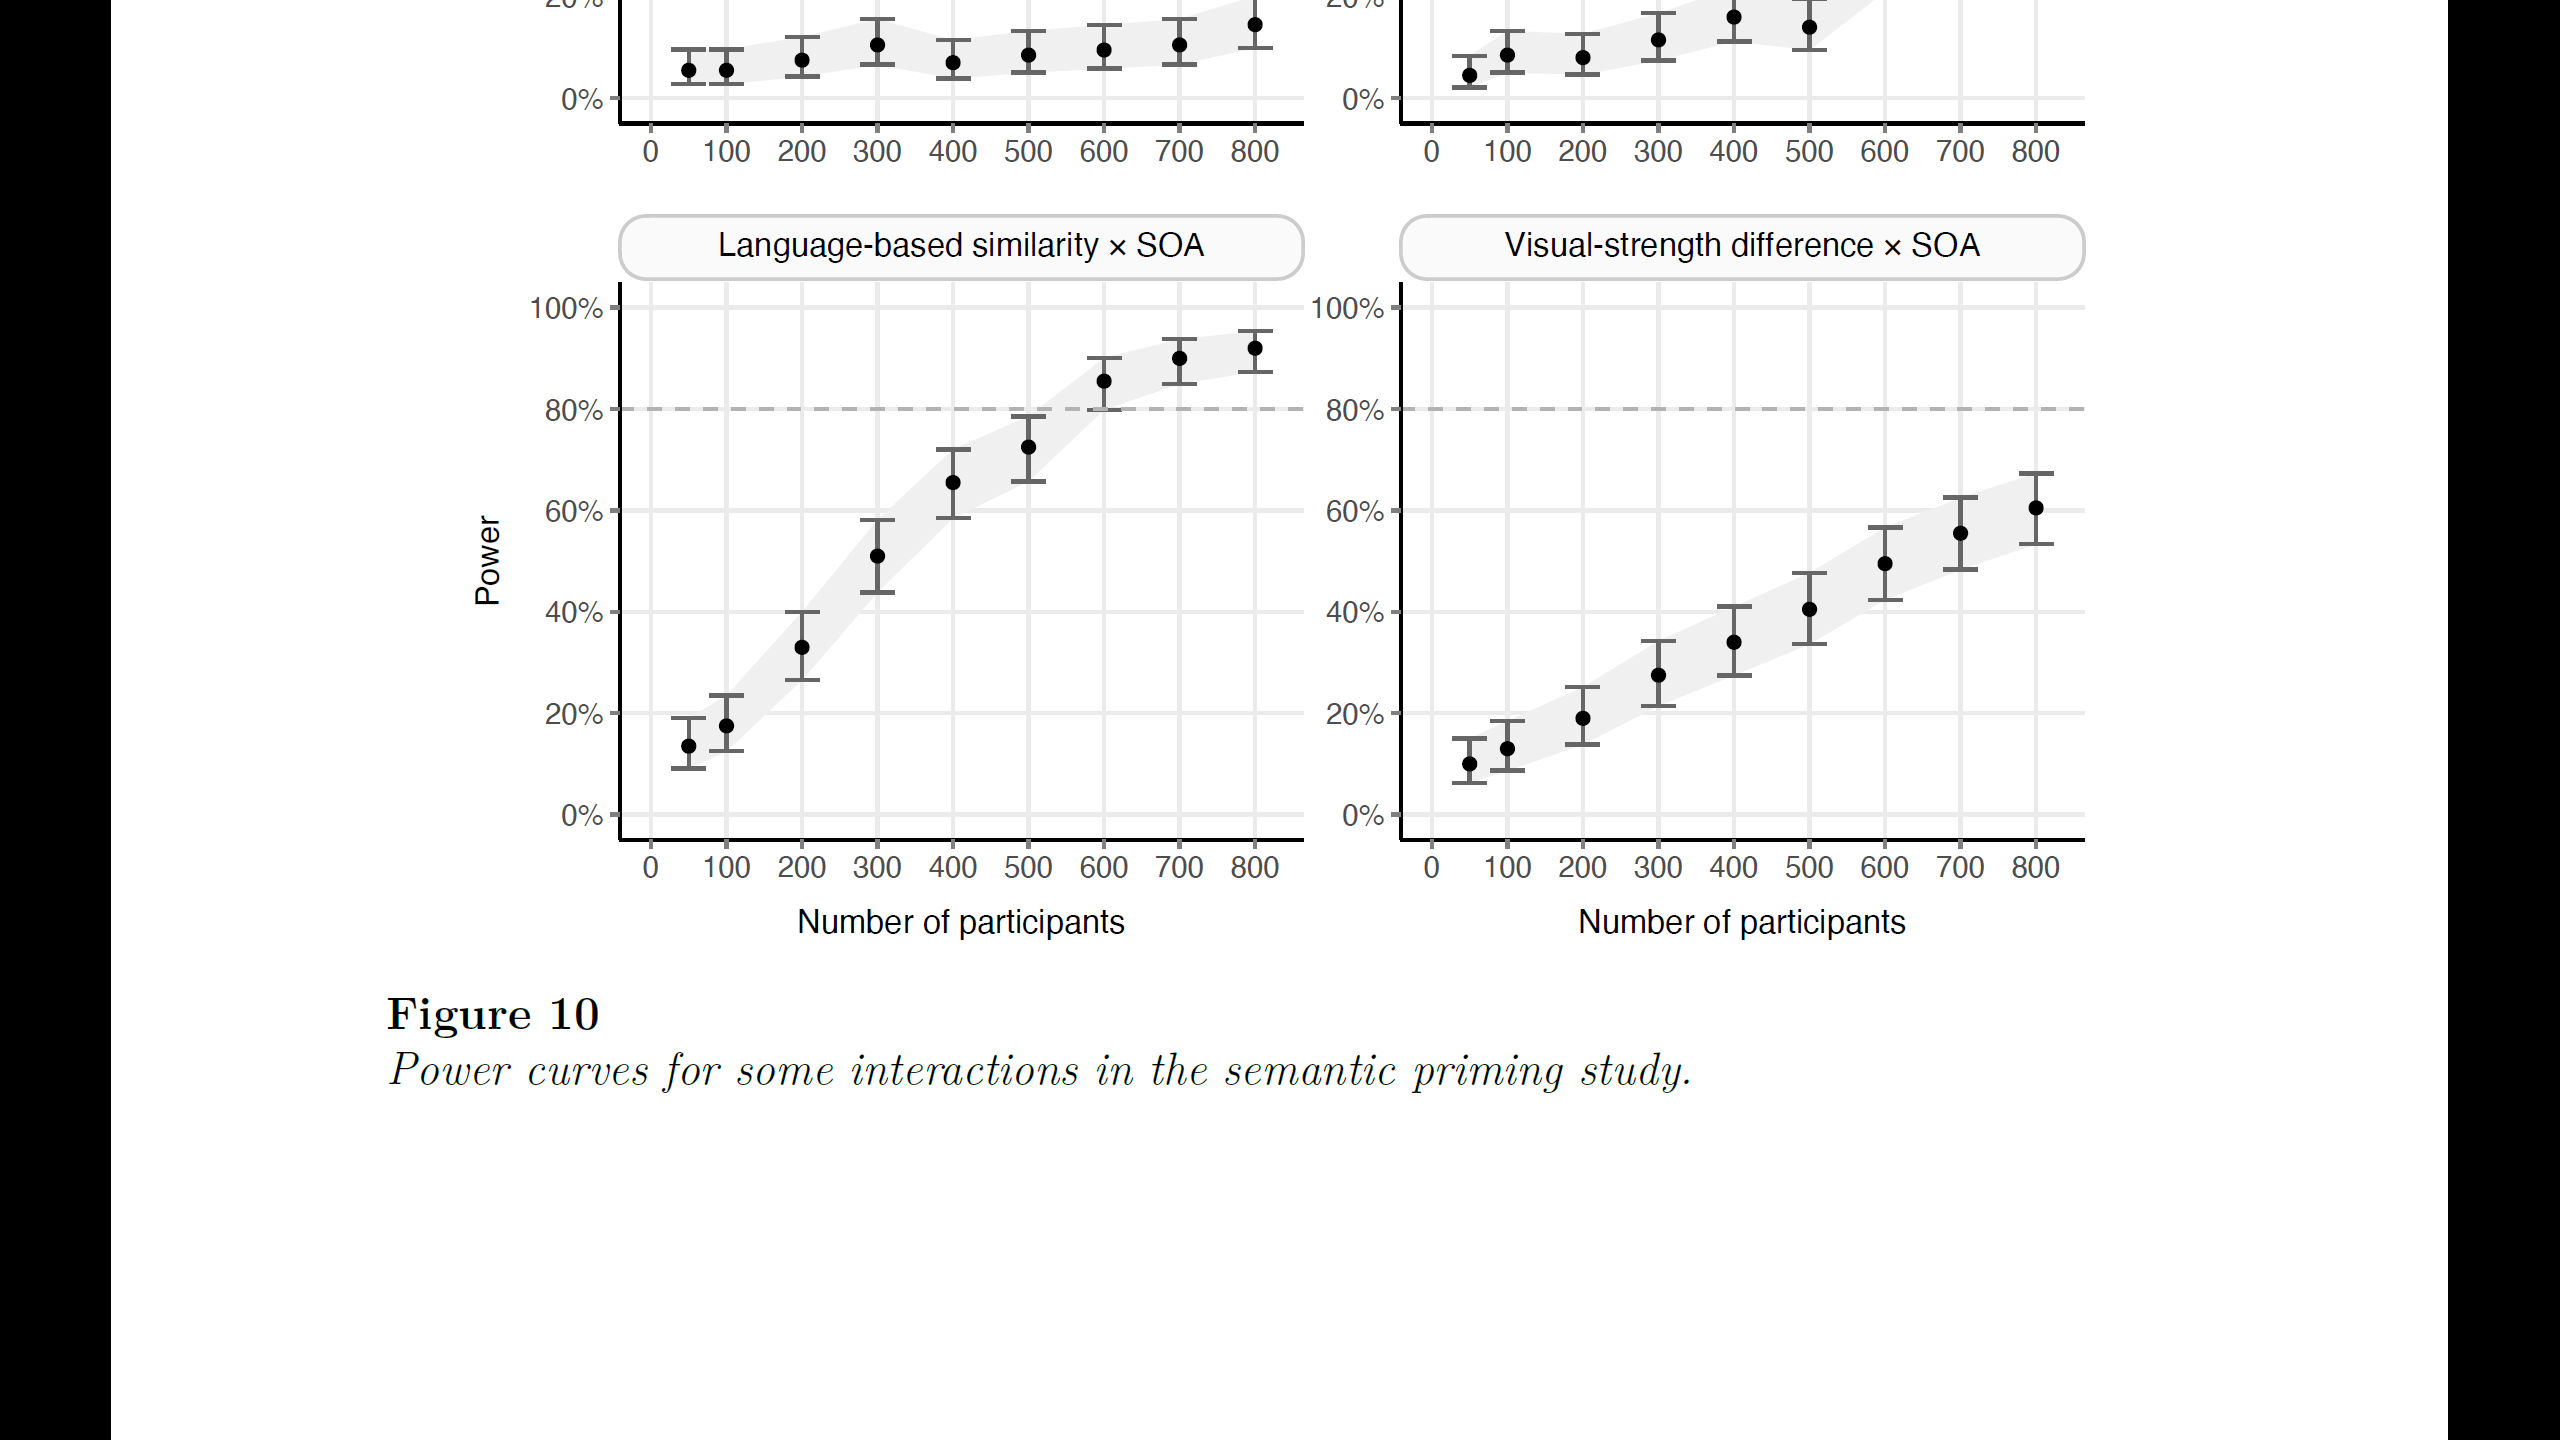 20% 20%
0% 0%
0 100 200 300 400 500 600 700 800 0 100 200 300 400 500 600 700 800
Language-based similarity × SOA Visual-strength difference × SOA
100% 100%
80% 80%
60% 60%
Power
40% 40%
20% 20%
0% 0%
0 100 200 300 400 500 600 700 800 0 100 200 300 400 500 600 700 800
Number of participants Number of participants
Figure 10
Power curves for some interactions in the semantic priming study.